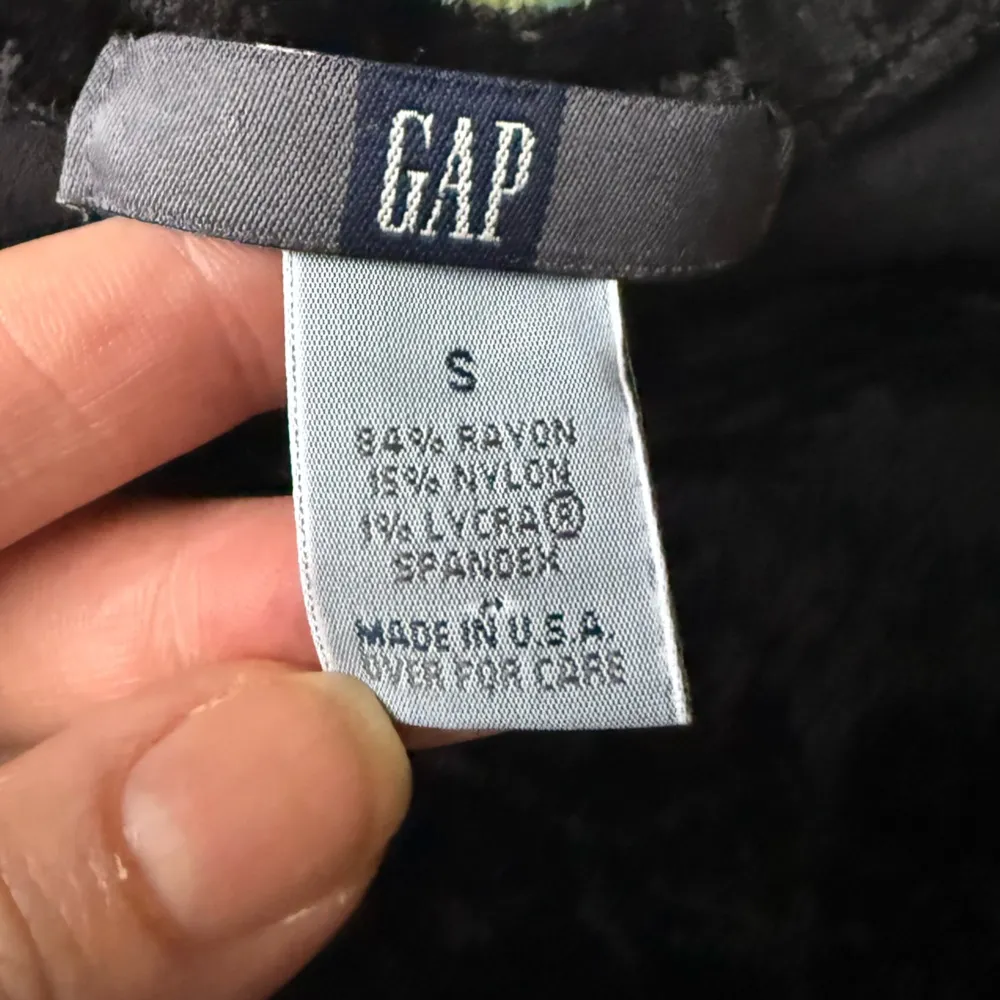 GAP
S
84% RAYON
15% NYLON
1% LYCRA®
SPANDEX
MADE IN U.S.A.
OVER FOR CARE